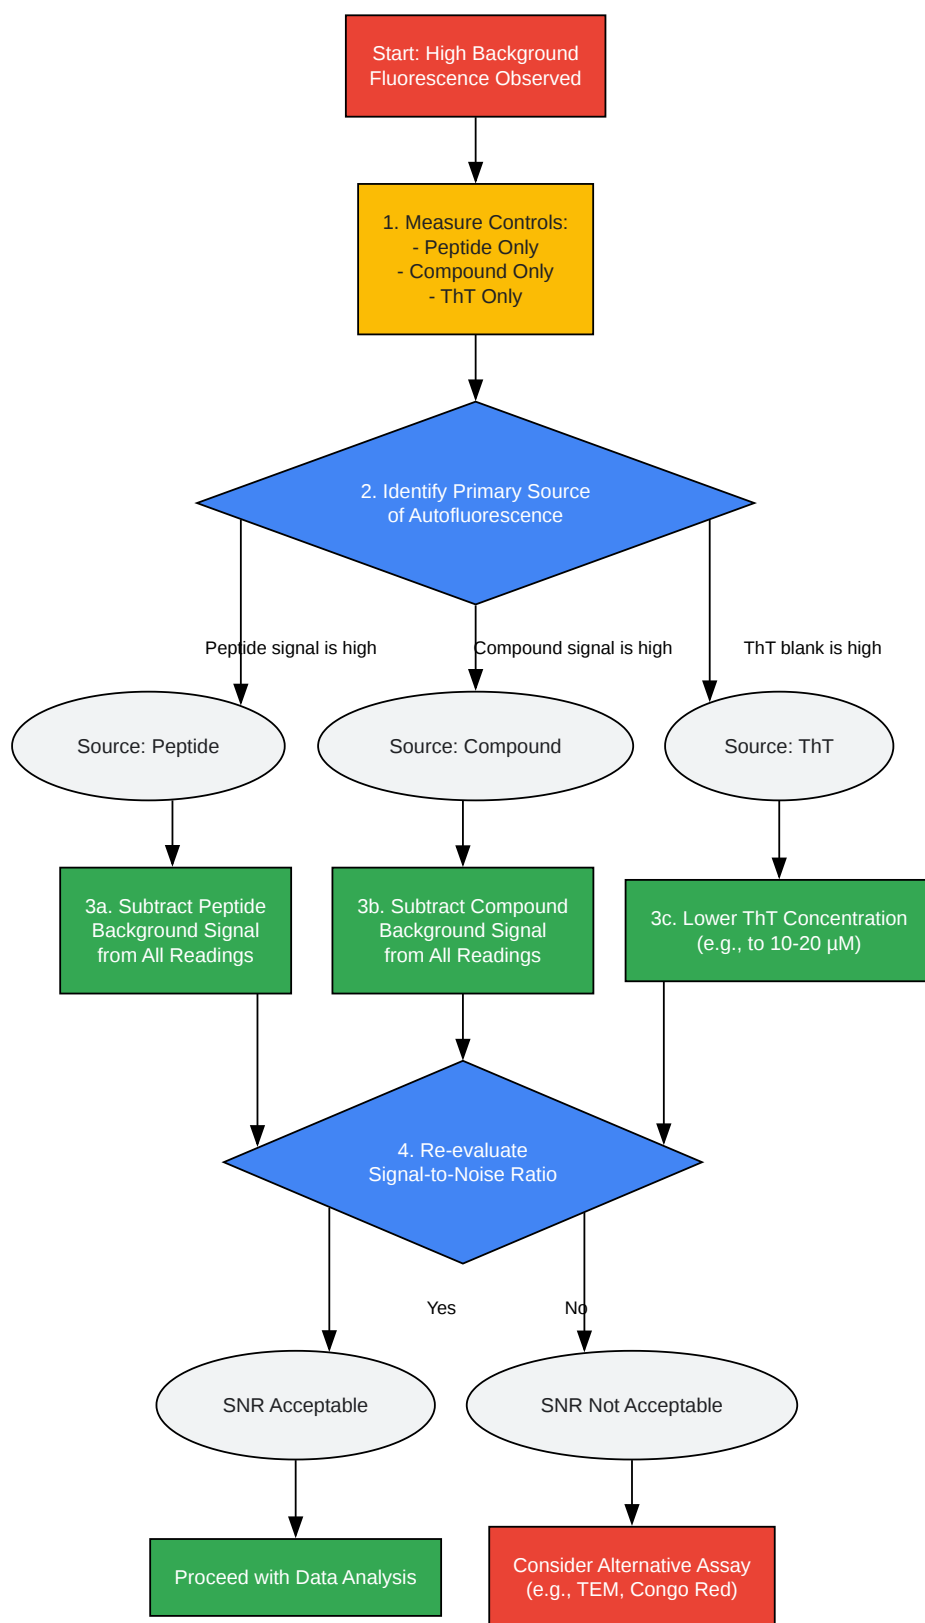 Start: High Background
Fluorescence Observed
1. Measure Controls:
- Peptide Only
- Compound Only
- ThT Only
2. Identify Primary Source
of Autofluorescence
Peptide signal is high
Compound signal is high
ThT blank is high
Source: Peptide
Source: Compound
Source: ThT
3a. Subtract Peptide
Background Signal
from All Readings
3b. Subtract Compound
Background Signal
from All Readings
3c. Lower ThT Concentration
(e.g., to 10-20 µM)
4. Re-evaluate
Signal-to-Noise Ratio
Yes
No
SNR Acceptable
SNR Not Acceptable
Proceed with Data Analysis
Consider Alternative Assay
(e.g., TEM, Congo Red)